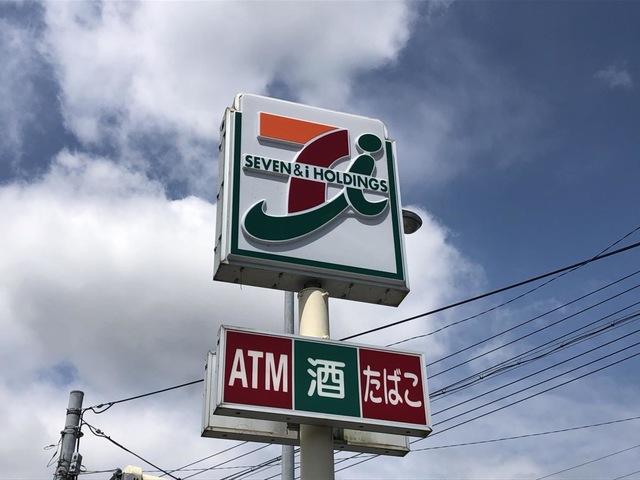 SEVEN & i HOLDINGS
ATM 酒 たばこ